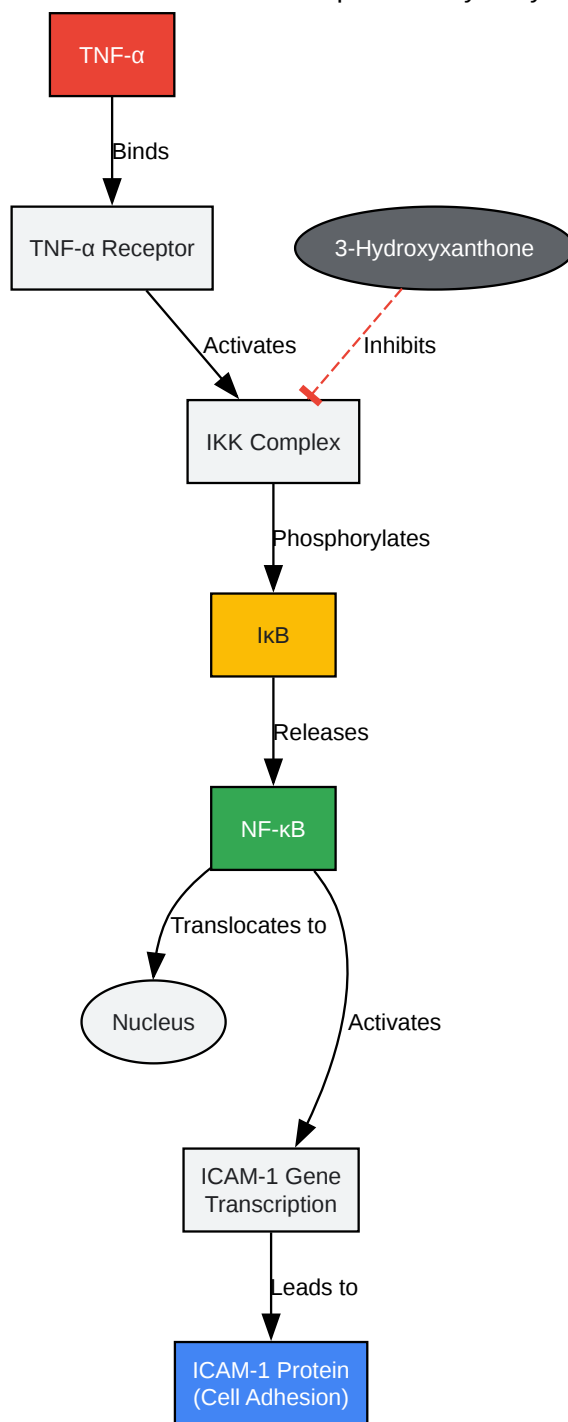 TNF-α
Binds
TNF-α Receptor
3-Hydroxyxanthone
Activates
Inhibits
IKK Complex
Phosphorylates
IκB
Releases
NF-κB
Translocates to
Nucleus
Activates
ICAM-1 Gene
Transcription
Leads to
ICAM-1 Protein
(Cell Adhesion)